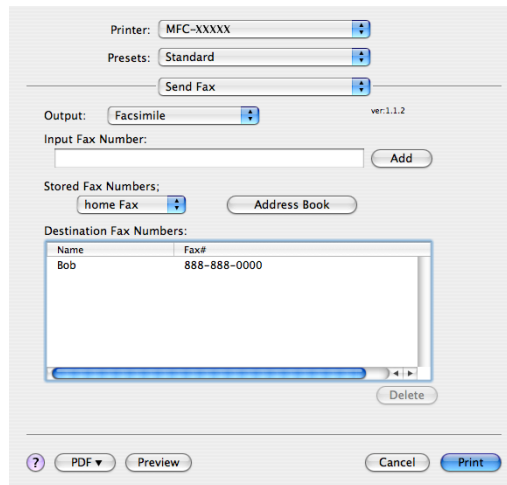 Printer: MFC-XXXXX
Presets: Standard
Send Fax
Output: Facsimile ver:1.1.2
Input Fax Number:
Add
Stored Fax Numbers;
home Fax Address Book
Destination Fax Numbers:
Name Fax#
Bob 888-888-0000
Delete
? PDF▼ Preview Cancel Print